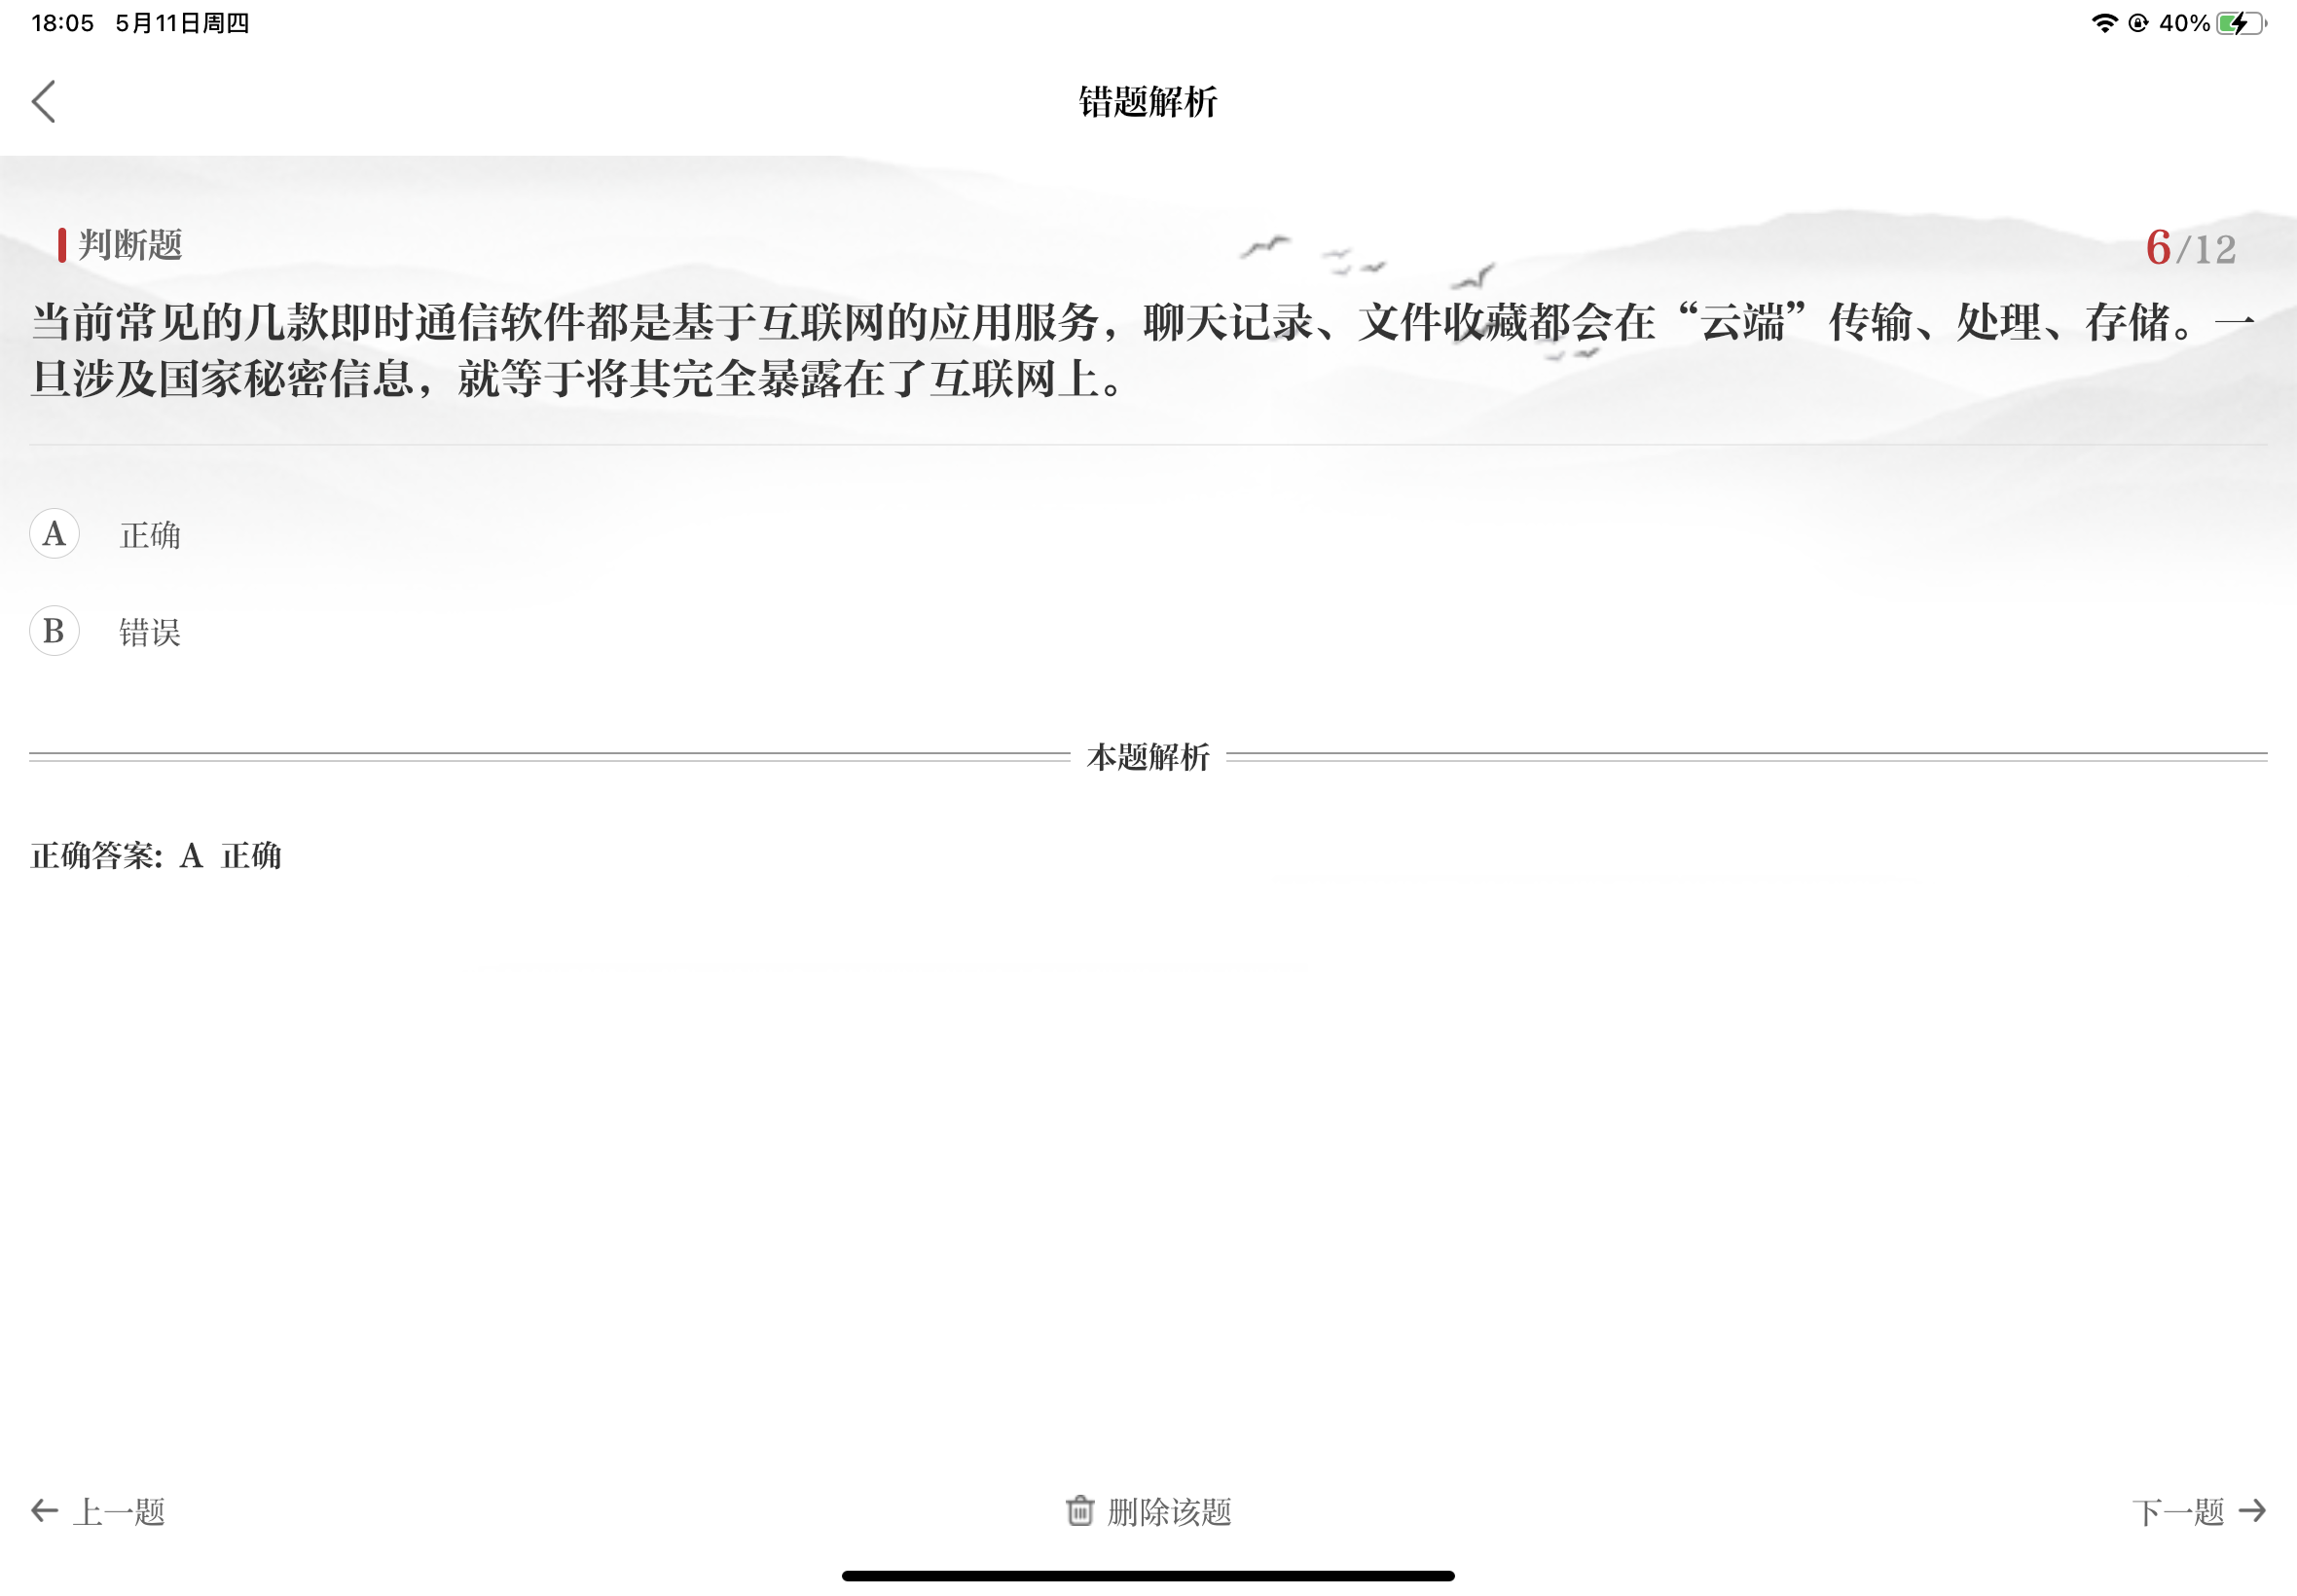 18:05 5月11日周四
40%
错题解析
判断题
6/12
当前常见的几款即时通信软件都是基于互联网的应用服务，聊天记录、文件收藏都会在“云端”传输、处理、存储。一
旦涉及国家秘密信息，就等于将其完全暴露在了互联网上。
A 正确
B 错误
本题解析
正确答案: A 正确
上一题
删除该题
下一题